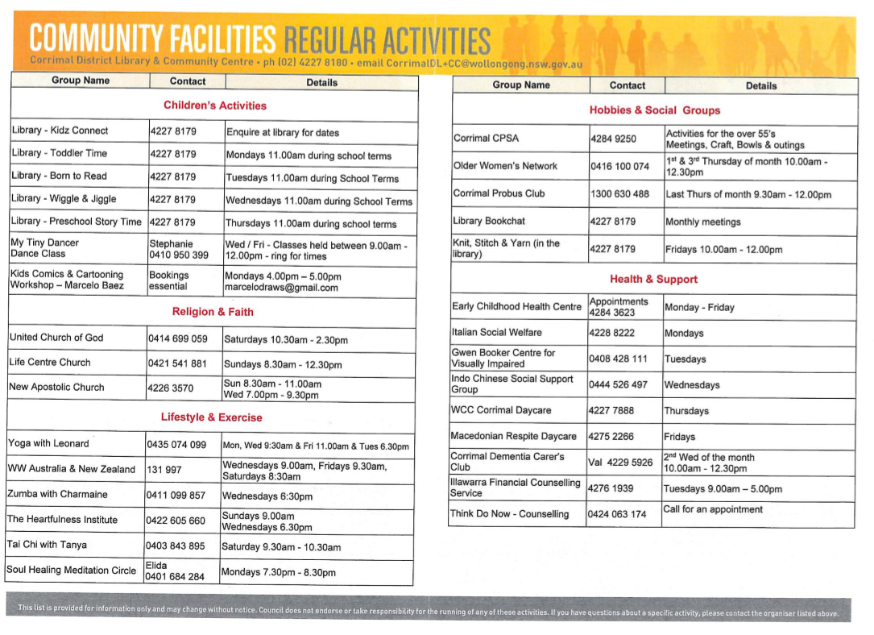 COMMUNITY FACILITIES REGULAR ACTIVITIES
Corrimal District Library & Community Centre • ph (02) 4227 8180 • email CorrimalDL+CC@wollongong.nsw.gov.au
Group Name Contact Details
Children's Activities
Library - Kidz Connect 4227 8179 Enquire at library for dates
Library - Toddler Time 4227 8179 Mondays 11.00am during school terms
Library - Born to Read 4227 8179 Tuesdays 11.00am during School Terms
Library - Wiggle & Jiggle 4227 8179 Wednesdays 11.00am during School Terms
Library - Preschool Story Time 4227 8179 Thursdays 11.00am during school terms
My Tiny Dancer Stephanie Wed / Fri - Classes held between 9.00am -
Dance Class 0410 950 399 12.00pm - ring for times
Kids Comics & Cartooning Bookings Mondays 4.00pm – 5.00pm
Workshop – Marcelo Baez essential marcelodraws@gmail.com
Religion & Faith
United Church of God 0414 699 059 Saturdays 10.30am - 2.30pm
Life Centre Church 0421 541 881 Sundays 8.30am - 12.30pm
New Apostolic Church 4226 3570 Sun 8.30am - 11.00am
Wed 7.00pm - 9.30pm
Lifestyle & Exercise
Yoga with Leonard 0435 074 099 Mon, Wed 9:30am & Fri 11.00am & Tues 6.30pm
WW Australia & New Zealand 131 997 Wednesdays 9.00am, Fridays 9.30am,
Saturdays 8:30am
Zumba with Charmaine 0411 099 857 Wednesdays 6:30pm
The Heartfulness Institute 0422 605 660 Sundays 9.00am
Wednesdays 6.30pm
Tai Chi with Tanya 0403 843 895 Saturday 9.30am - 10.30am
Soul Healing Meditation Circle Elida Mondays 7.30pm - 8.30pm
0401 684 284
Group Name Contact Details
Hobbies & Social Groups
Corrimal CPSA 4284 9250 Activities for the over 55's
Meetings, Craft, Bowls & outings
Older Women's Network 0416 100 074 1st & 3rd Thursday of month 10.00am -
12.30pm
Corrimal Probus Club 1300 630 488 Last Thurs of month 9.30am - 12.00pm
Library Bookchat 4227 8179 Monthly meetings
Knit, Stitch & Yarn (in the 4227 8179 Fridays 10.00am - 12.00pm
library)
Health & Support
Early Childhood Health Centre Appointments Monday - Friday
4284 3623
Italian Social Welfare 4228 8222 Mondays
Gwen Booker Centre for 0408 428 111 Tuesdays
Visually Impaired
Indo Chinese Social Support 0444 526 497 Wednesdays
Group
WCC Corrimal Daycare 4227 7888 Thursdays
Macedonian Respite Daycare 4275 2266 Fridays
Corrimal Dementia Carer's Val 4229 5926 2nd Wed of the month
Club 10.00am - 12.30pm
Illawarra Financial Counselling 4276 1939 Tuesdays 9.00am – 5.00pm
Service
Think Do Now - Counselling 0424 063 174 Call for an appointment
This list is provided for information only and may change without notice. Council does not endorse or take responsibility for the running of any of these activities. If you have questions about a specific activity, please contact the organiser listed above.